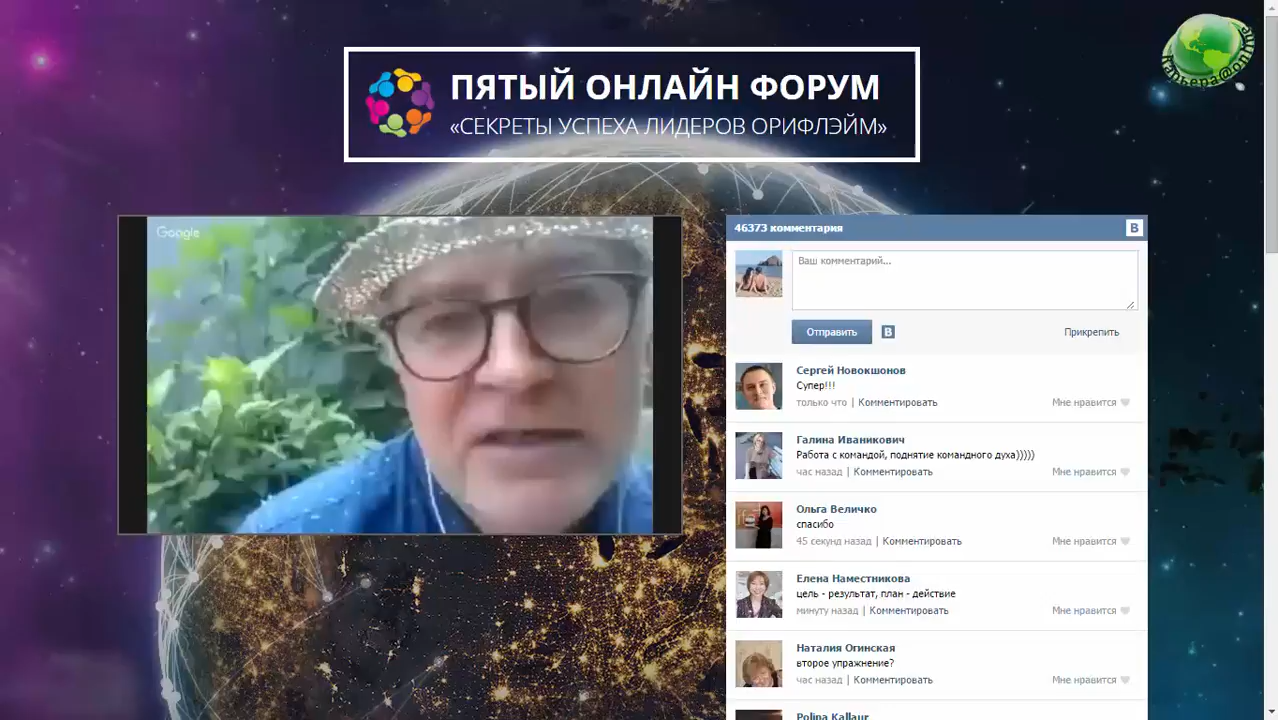 карьера@online
ПЯТЫЙ ОНЛАЙН ФОРУМ
«СЕКРЕТЫ УСПЕХА ЛИДЕРОВ ОРИФЛЭЙМ»
Google
46373 комментария
B
Ваш комментарий...
Отправить
B
Прикрепить
Сергей Новокшонов
Супер!!!
только что | Комментировать Мне нравится
Галина Иваникович
Работа с командой, поднятие командного духа)))))
час назад | Комментировать Мне нравится
Ольга Величко
спасибо
45 секунд назад | Комментировать Мне нравится
Елена Наместникова
цель - результат, план - действие
минуту назад | Комментировать Мне нравится
Наталия Огинская
второе упражнение?
час назад | Комментировать Мне нравится
Polina Kallaur